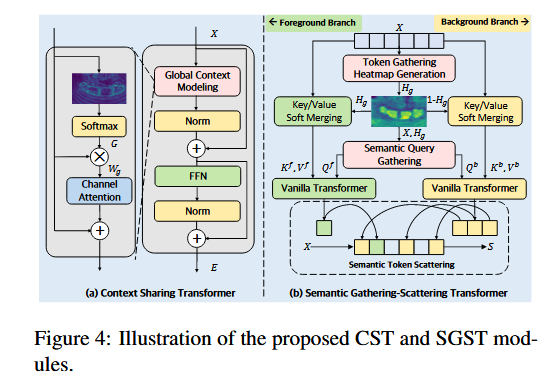 X
Global Context
Modeling
Norm
+
FFN
Norm
+
E
Softmax
G
×
W_g
Channel
Attention
+
(a) Context Sharing Transformer
← Foreground Branch
Background Branch →
X
Token Gathering
Heatmap Generation
H_g
Key/Value
Soft Merging
H_g
1-H_g
Key/Value
Soft Merging
X, H_g
Semantic Query
Gathering
K^f, V^f
Q^f
Q^b
K^b, V^b
Vanilla Transformer
Vanilla Transformer
X
S
Semantic Token Scattering
(b) Semantic Gathering-Scattering Transformer
Figure 4: Illustration of the proposed CST and SGST mod-
ules.